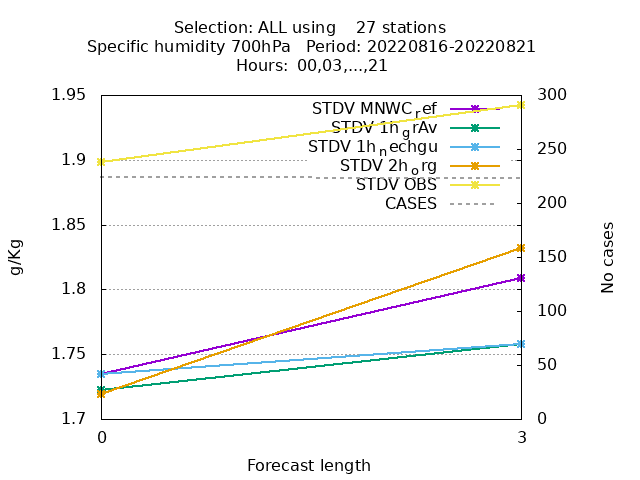 Selection: ALL using    27 stations
Specific humidity 700hPa   Period: 20220816-20220821
Hours: 00,03,...,21
STDV MNWC_ref
STDV 1h_grAv
STDV 1h_nechgu
STDV 2h_org
STDV OBS
CASES
1.95
1.9
1.85
1.8
1.75
1.7
300
250
200
150
100
50
0
g/Kg
No cases
0
3
Forecast length